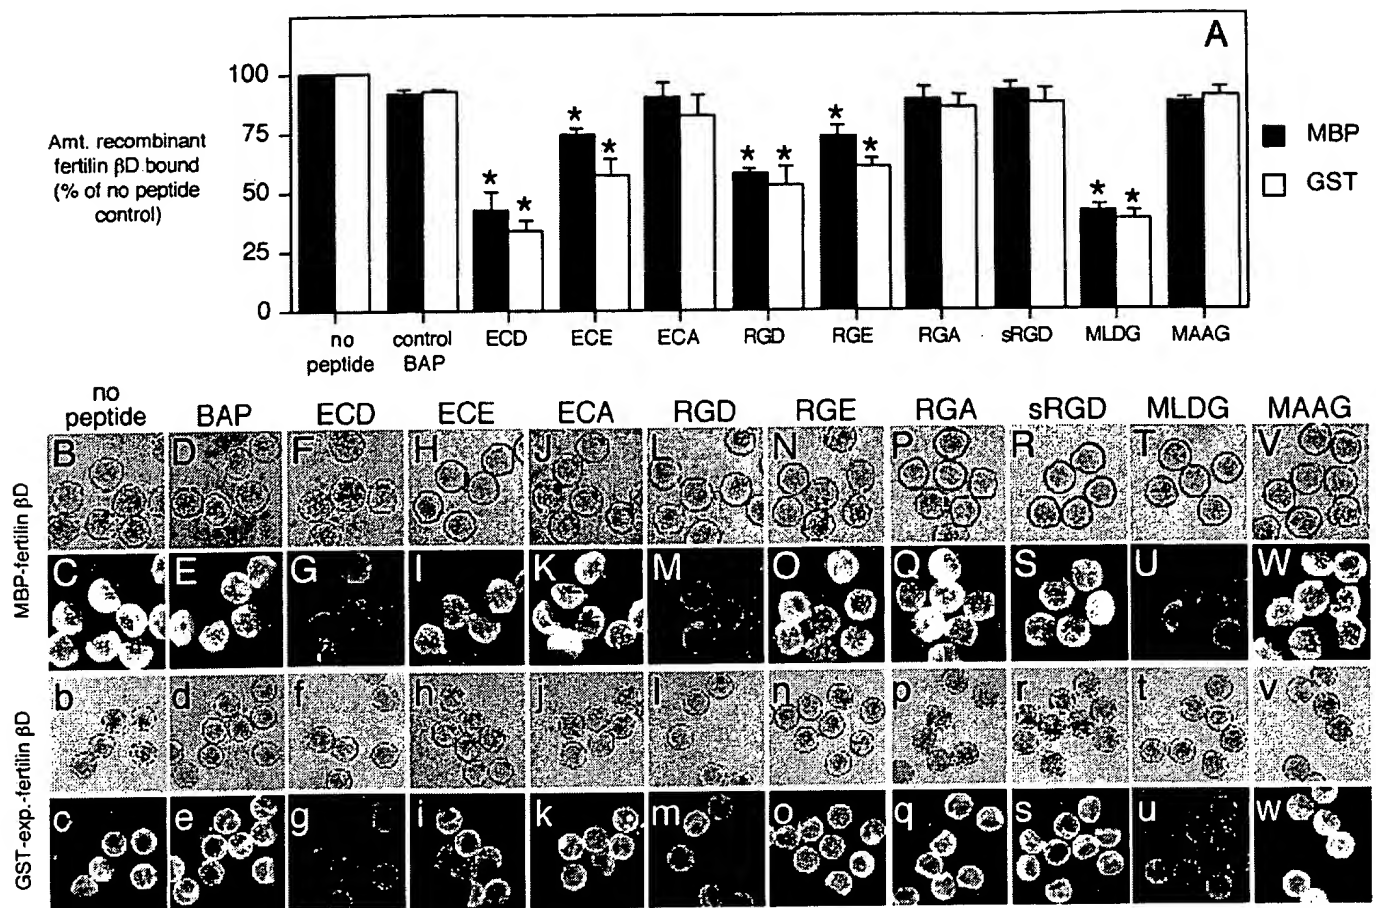 A
100
75
50
25
0
Amt. recombinant
fertilin βD bound
(% of no peptide
control)
* * * * * * * * * *
MBP
GST
no
peptide
control
BAP
ECD
ECE
ECA
RGD
RGE
RGA
sRGD
MLDG
MAAG
no
peptide
BAP
ECD
ECE
ECA
RGD
RGE
RGA
sRGD
MLDG
MAAG
MBP-fertilin βD
B D F H J L N P R T V
C E G I K M O Q S U W
GST-exp.-fertilin βD
b d f h j l n p r t v
c e g i k m o q s u w